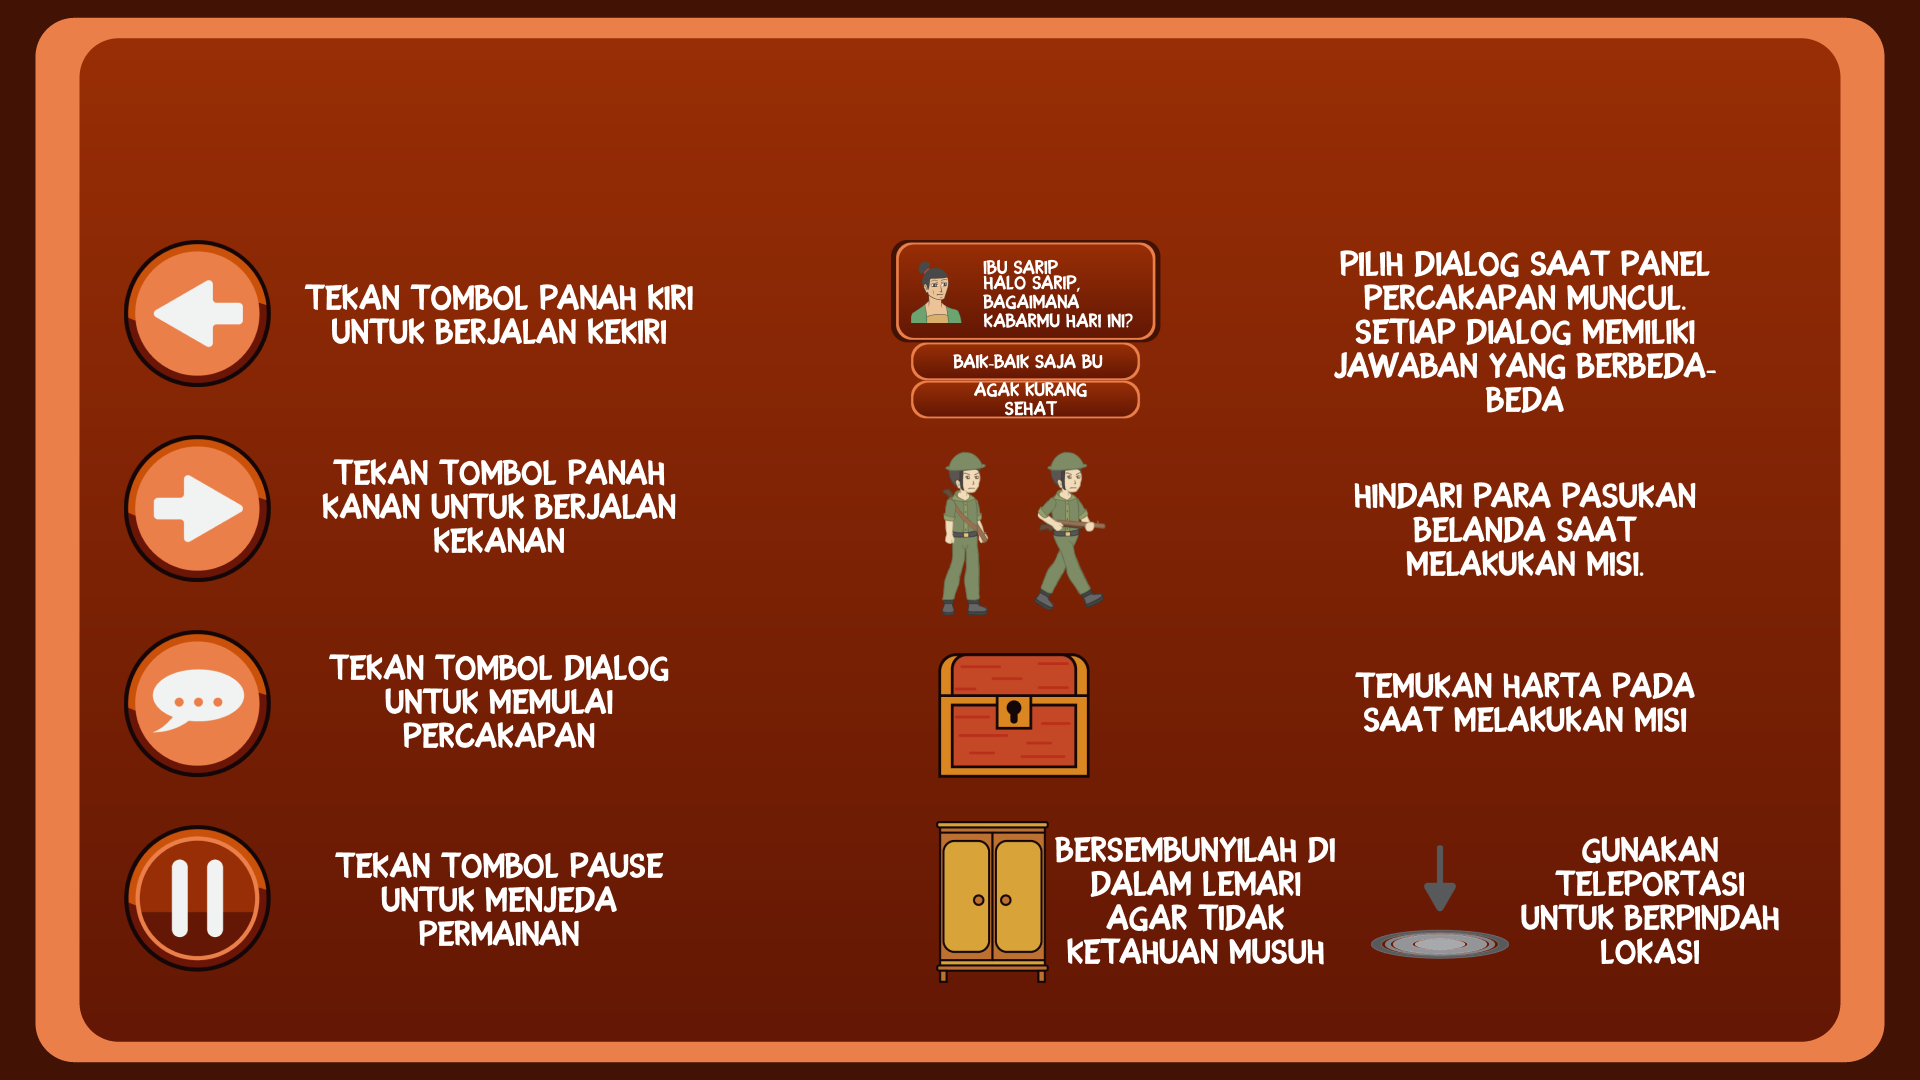 TEKAN TOMBOL PANAH KIRI
UNTUK BERJALAN KEKIRI
TEKAN TOMBOL PANAH
KANAN UNTUK BERJALAN
KEKANAN
TEKAN TOMBOL DIALOG
UNTUK MEMULAI
PERCAKAPAN
TEKAN TOMBOL PAUSE
UNTUK MENJEDA
PERMAINAN
IBU SARIP
HALO SARIP,
BAGAIMANA
KABARMU HARI INI?
BAIK-BAIK SAJA BU
AGAK KURANG
SEHAT
PILIH DIALOG SAAT PANEL
PERCAKAPAN MUNCUL.
SETIAP DIALOG MEMILIKI
JAWABAN YANG BERBEDA-
BEDA
HINDARI PARA PASUKAN
BELANDA SAAT
MELAKUKAN MISI.
TEMUKAN HARTA PADA
SAAT MELAKUKAN MISI
BERSEMBUNYILAH DI
DALAM LEMARI
AGAR TIDAK
KETAHUAN MUSUH
GUNAKAN
TELEPORTASI
UNTUK BERPINDAH
LOKASI